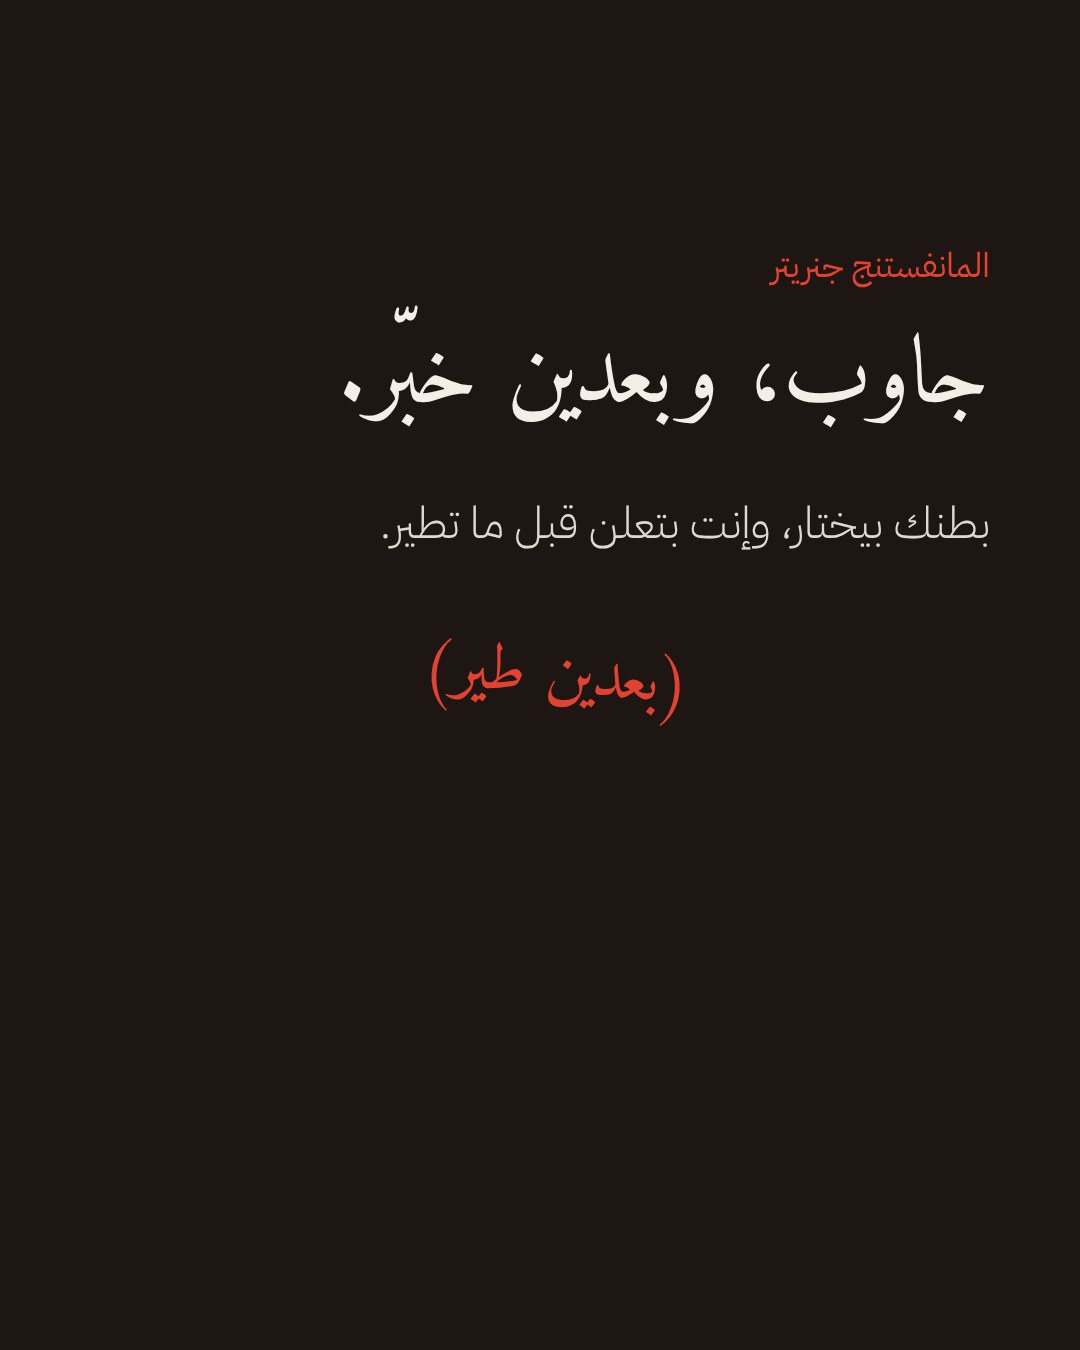 المانفستنج جنريتر
جاوب، وبعدين خبّر.
بطنك بيختار، وإنت بتعلن قبل ما تطير.
(بعدين طير)